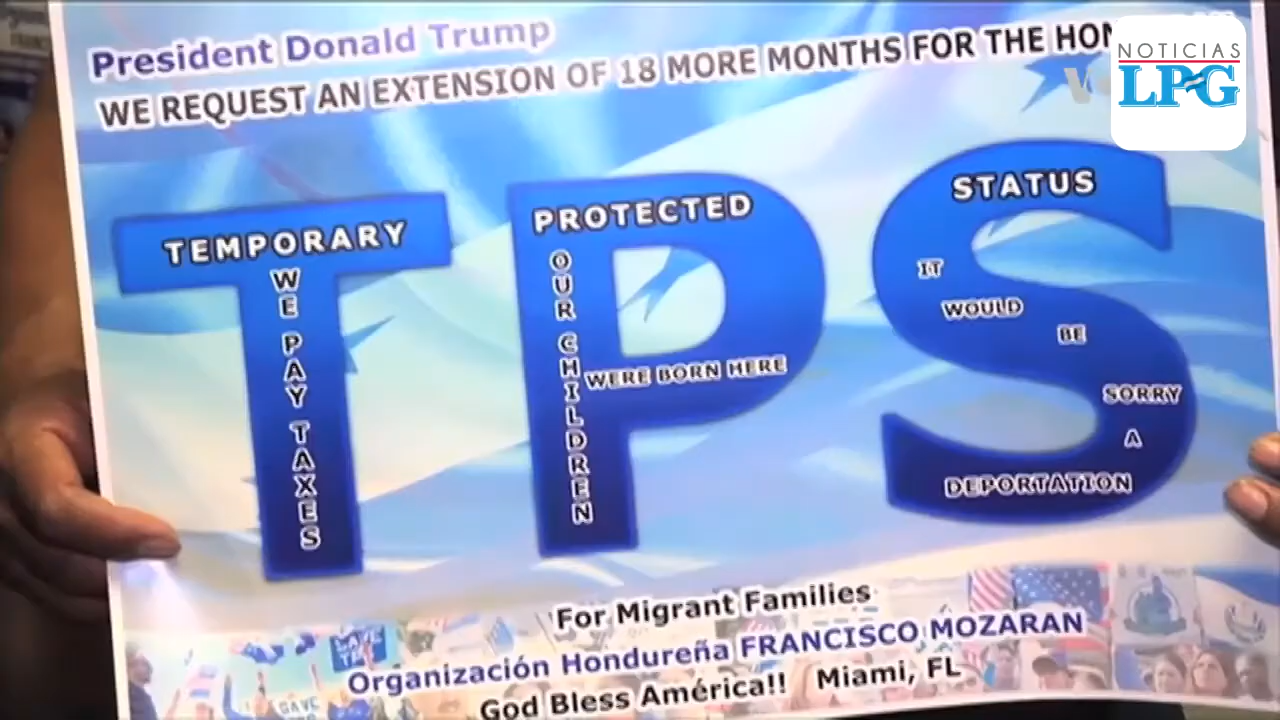 President Donald Trump
WE REQUEST AN EXTENSION OF 18 MORE MONTHS FOR THE
NOTICIAS
LPG
TEMPORARY
WE PAY TAXES
PROTECTED
OUR CHILDREN
WERE BORN HERE
STATUS
IT
WOULD
BE
SORRY
A
DEPORTATION
For Migrant Families
Organización Hondureña FRANCISCO MOZARAN
God Bless América!! Miami, FL